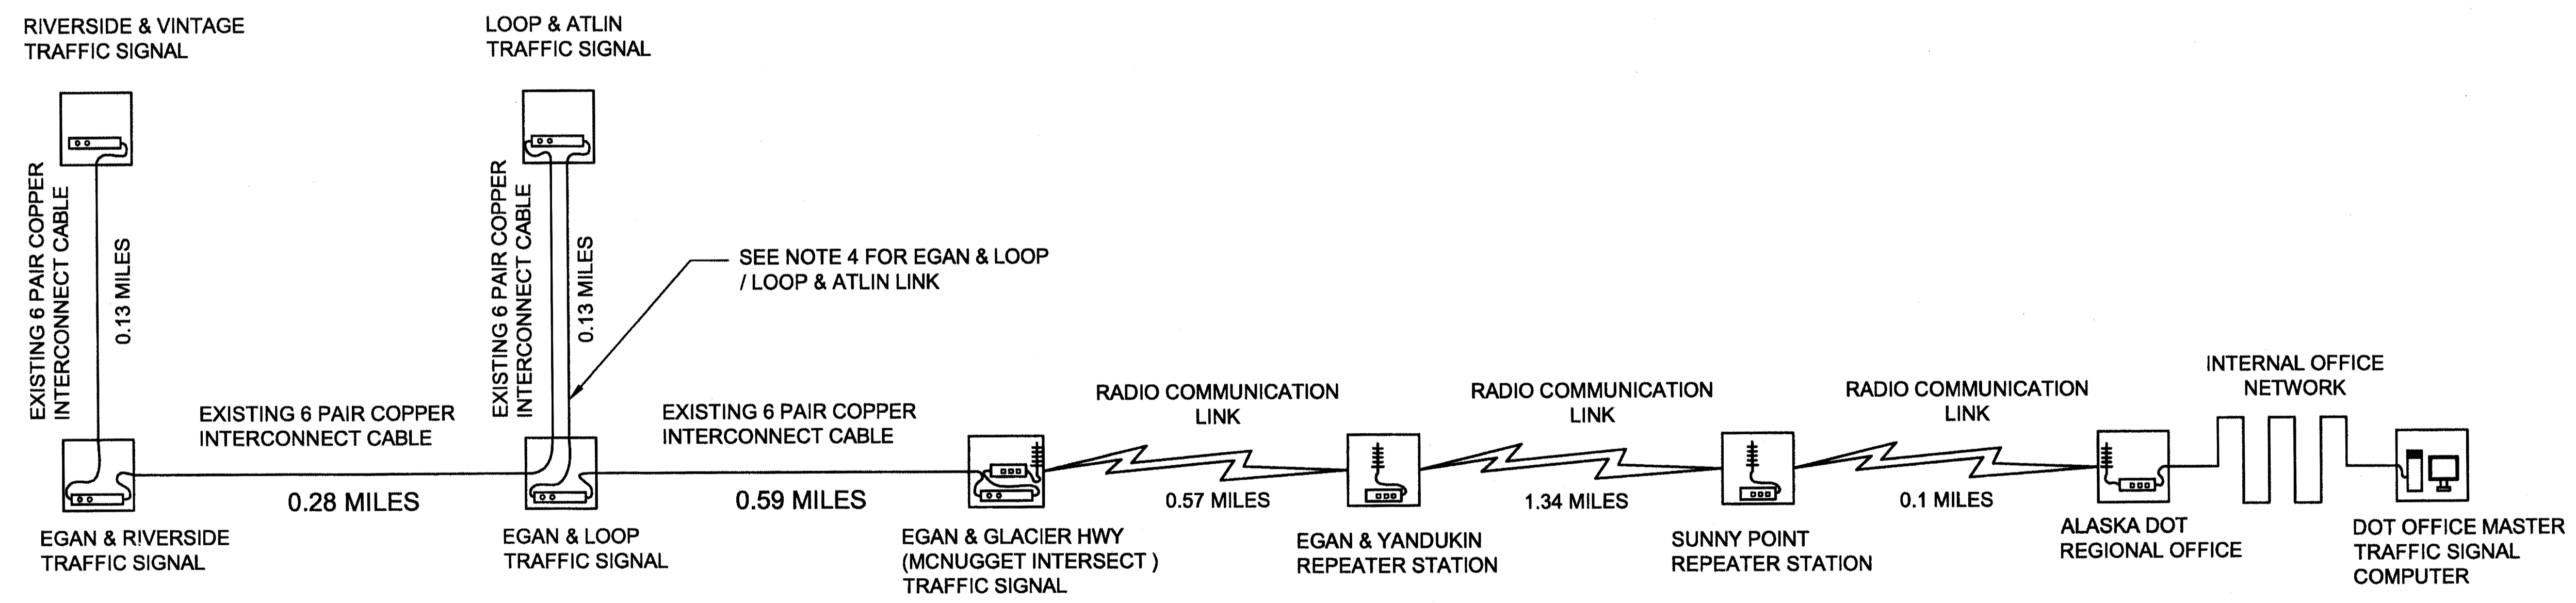 RIVERSIDE & VINTAGE
TRAFFIC SIGNAL
LOOP & ATLIN
TRAFFIC SIGNAL
EXISTING 6 PAIR COPPER
INTERCONNECT CABLE
0.13 MILES
EXISTING 6 PAIR COPPER
INTERCONNECT CABLE
0.13 MILES
SEE NOTE 4 FOR EGAN & LOOP
/ LOOP & ATLIN LINK
EXISTING 6 PAIR COPPER
INTERCONNECT CABLE
0.28 MILES
EXISTING 6 PAIR COPPER
INTERCONNECT CABLE
0.59 MILES
RADIO COMMUNICATION
LINK
0.57 MILES
RADIO COMMUNICATION
LINK
1.34 MILES
RADIO COMMUNICATION
LINK
0.1 MILES
INTERNAL OFFICE
NETWORK
EGAN & RIVERSIDE
TRAFFIC SIGNAL
EGAN & LOOP
TRAFFIC SIGNAL
EGAN & GLACIER HWY
(MCNUGGET INTERSECT )
TRAFFIC SIGNAL
EGAN & YANDUKIN
REPEATER STATION
SUNNY POINT
REPEATER STATION
ALASKA DOT
REGIONAL OFFICE
DOT OFFICE MASTER
TRAFFIC SIGNAL
COMPUTER